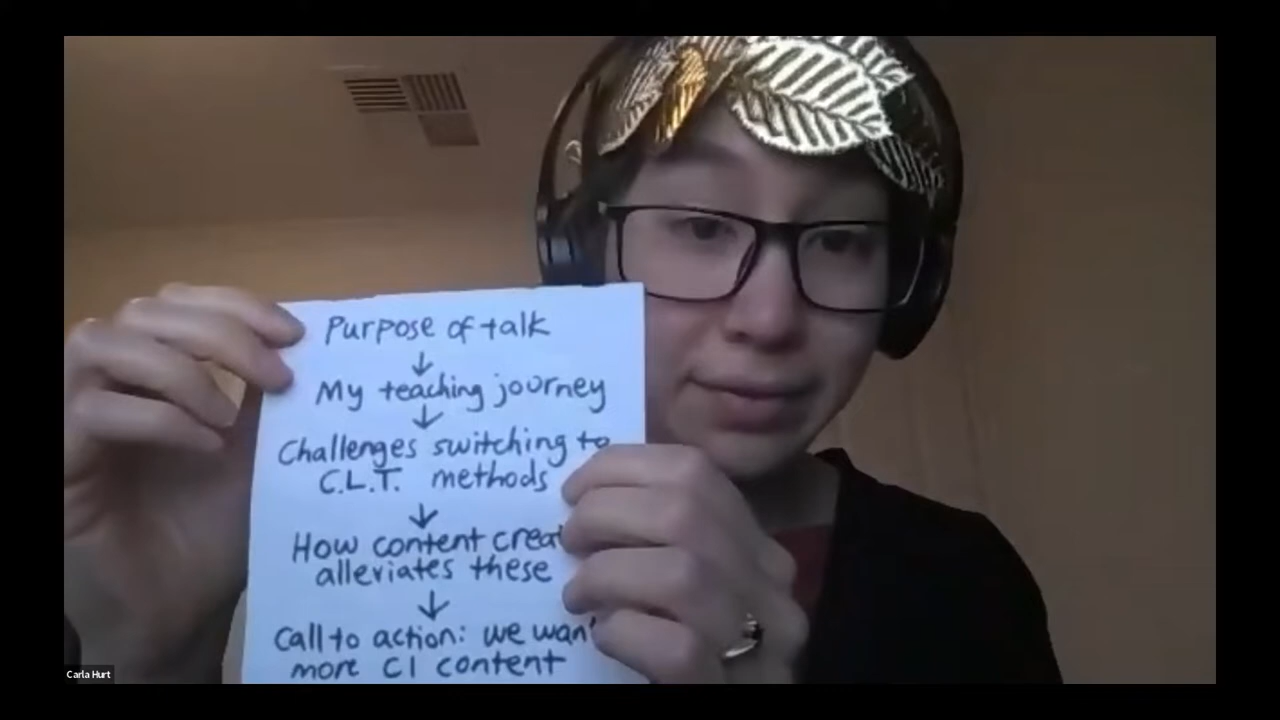 Purpose of talk
↓
My teaching journey
↓
Challenges switching to
C.L.T. methods
↓
How content creat
alleviates these
↓
Call to action: we wan
more CI content
Carla Hurt